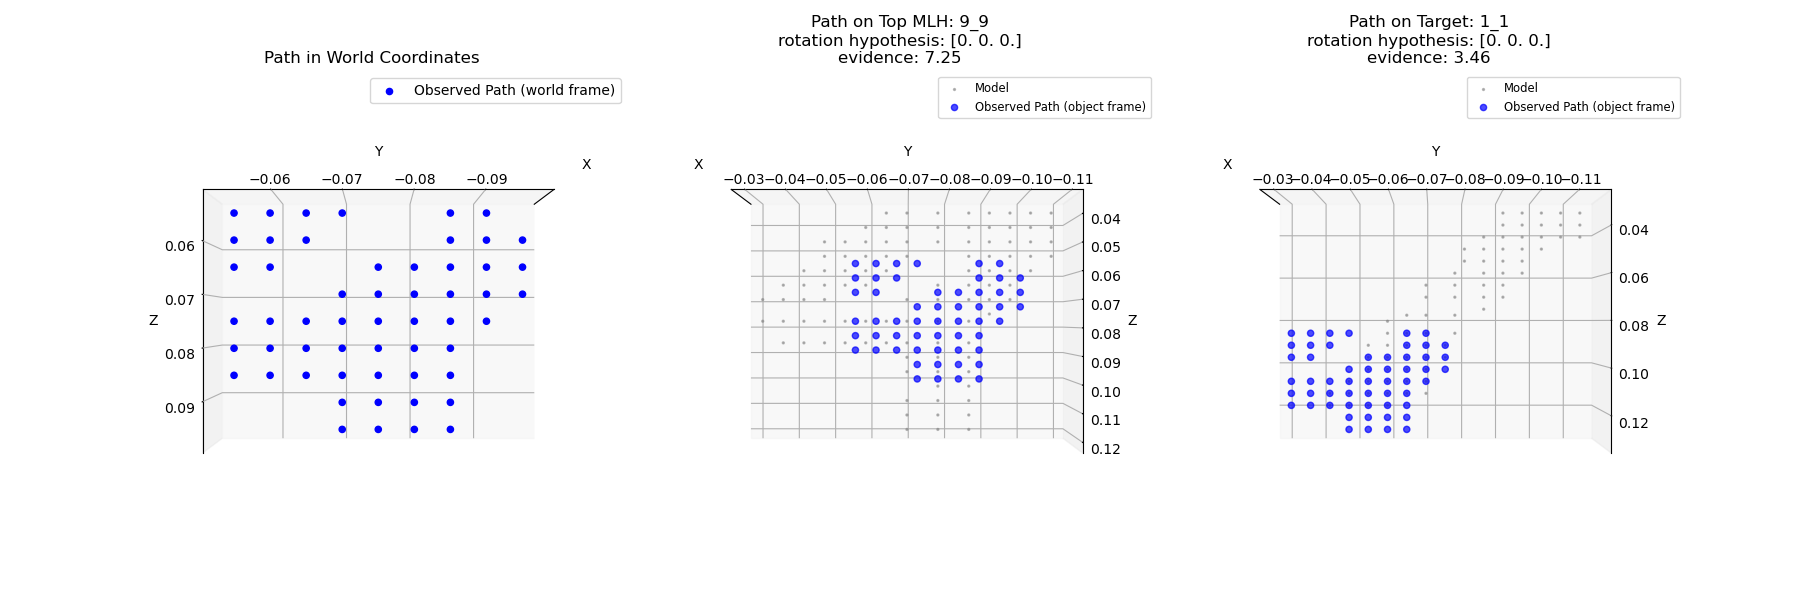 Path in World Coordinates
Observed Path (world frame)
Y
X
−0.06 −0.07 −0.08 −0.09
0.06
0.07
Z
0.08
0.09
Path on Top MLH: 9_9
rotation hypothesis: [0. 0. 0.]
evidence: 7.25
Model
Observed Path (object frame)
Y
X
−0.03 −0.04 −0.05 −0.06 −0.07 −0.08 −0.09 −0.10 −0.11
0.04
0.05
0.06
0.07
Z
0.08
0.09
0.10
0.11
0.12
Path on Target: 1_1
rotation hypothesis: [0. 0. 0.]
evidence: 3.46
Model
Observed Path (object frame)
Y
X
−0.03 −0.04 −0.05 −0.06 −0.07 −0.08 −0.09 −0.10 −0.11
0.04
0.06
Z
0.08
0.10
0.12